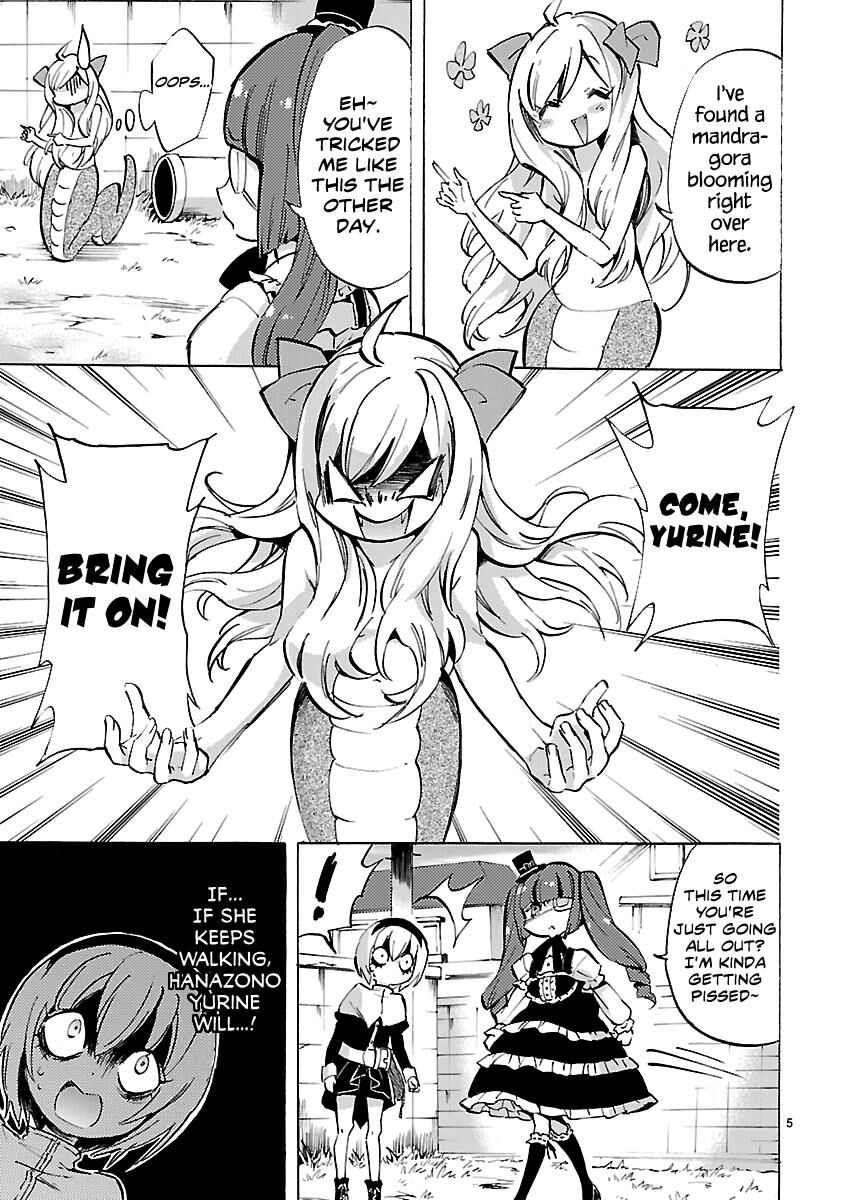 I've
found a
mandra-
gora
blooming
right
over
here.
EH~
YOU'VE
TRICKED
ME LIKE
THIS THE
OTHER
DAY.
OOPS...
COME,
YURINE!
BRING
IT ON!
SO
THIS TIME
YOU'RE
JUST GOING
ALL OUT?
I'M KINDA
GETTING
PISSED~
!
IF...
IF SHE
KEEPS
WALKING,
HANAZONO
YURINE
WILL...!
5